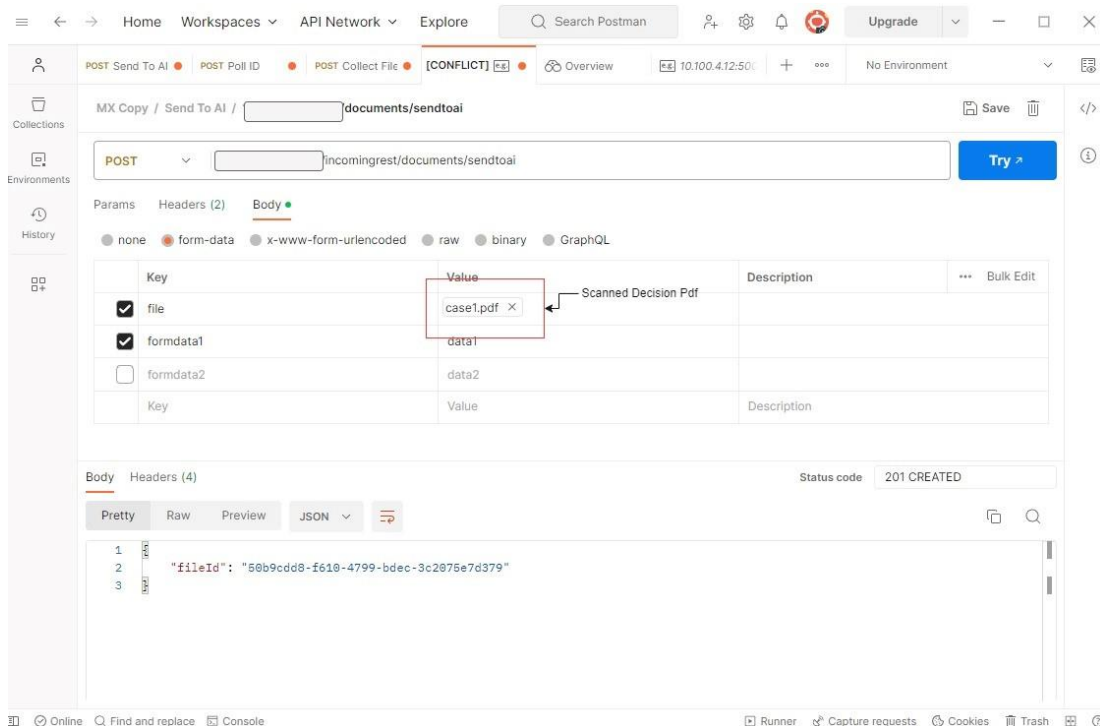 Home Workspaces API Network Explore Search Postman Upgrade
POST Send To AI POST Poll ID POST Collect File [CONFLICT] e.g. Overview e.g. 10.100.4.12:500 No Environment
MX Copy / Send To AI / /documents/sendtoai Save
Collections
POST /incomingrest/documents/sendtoai Try
Environments
Params Headers (2) Body
History
none form-data x-www-form-urlencoded raw binary GraphQL
Key Value Description Bulk Edit
Scanned Decision Pdf
file case1.pdf
formdata1 data1
formdata2 data2
Key Value Description
Body Headers (4) Status code 201 CREATED
Pretty Raw Preview JSON
1 {
2 "fileId": "50b9cdd8-f610-4799-bdec-3c2075e7d379"
3 }
Online Find and replace Console Runner Capture requests Cookies Trash